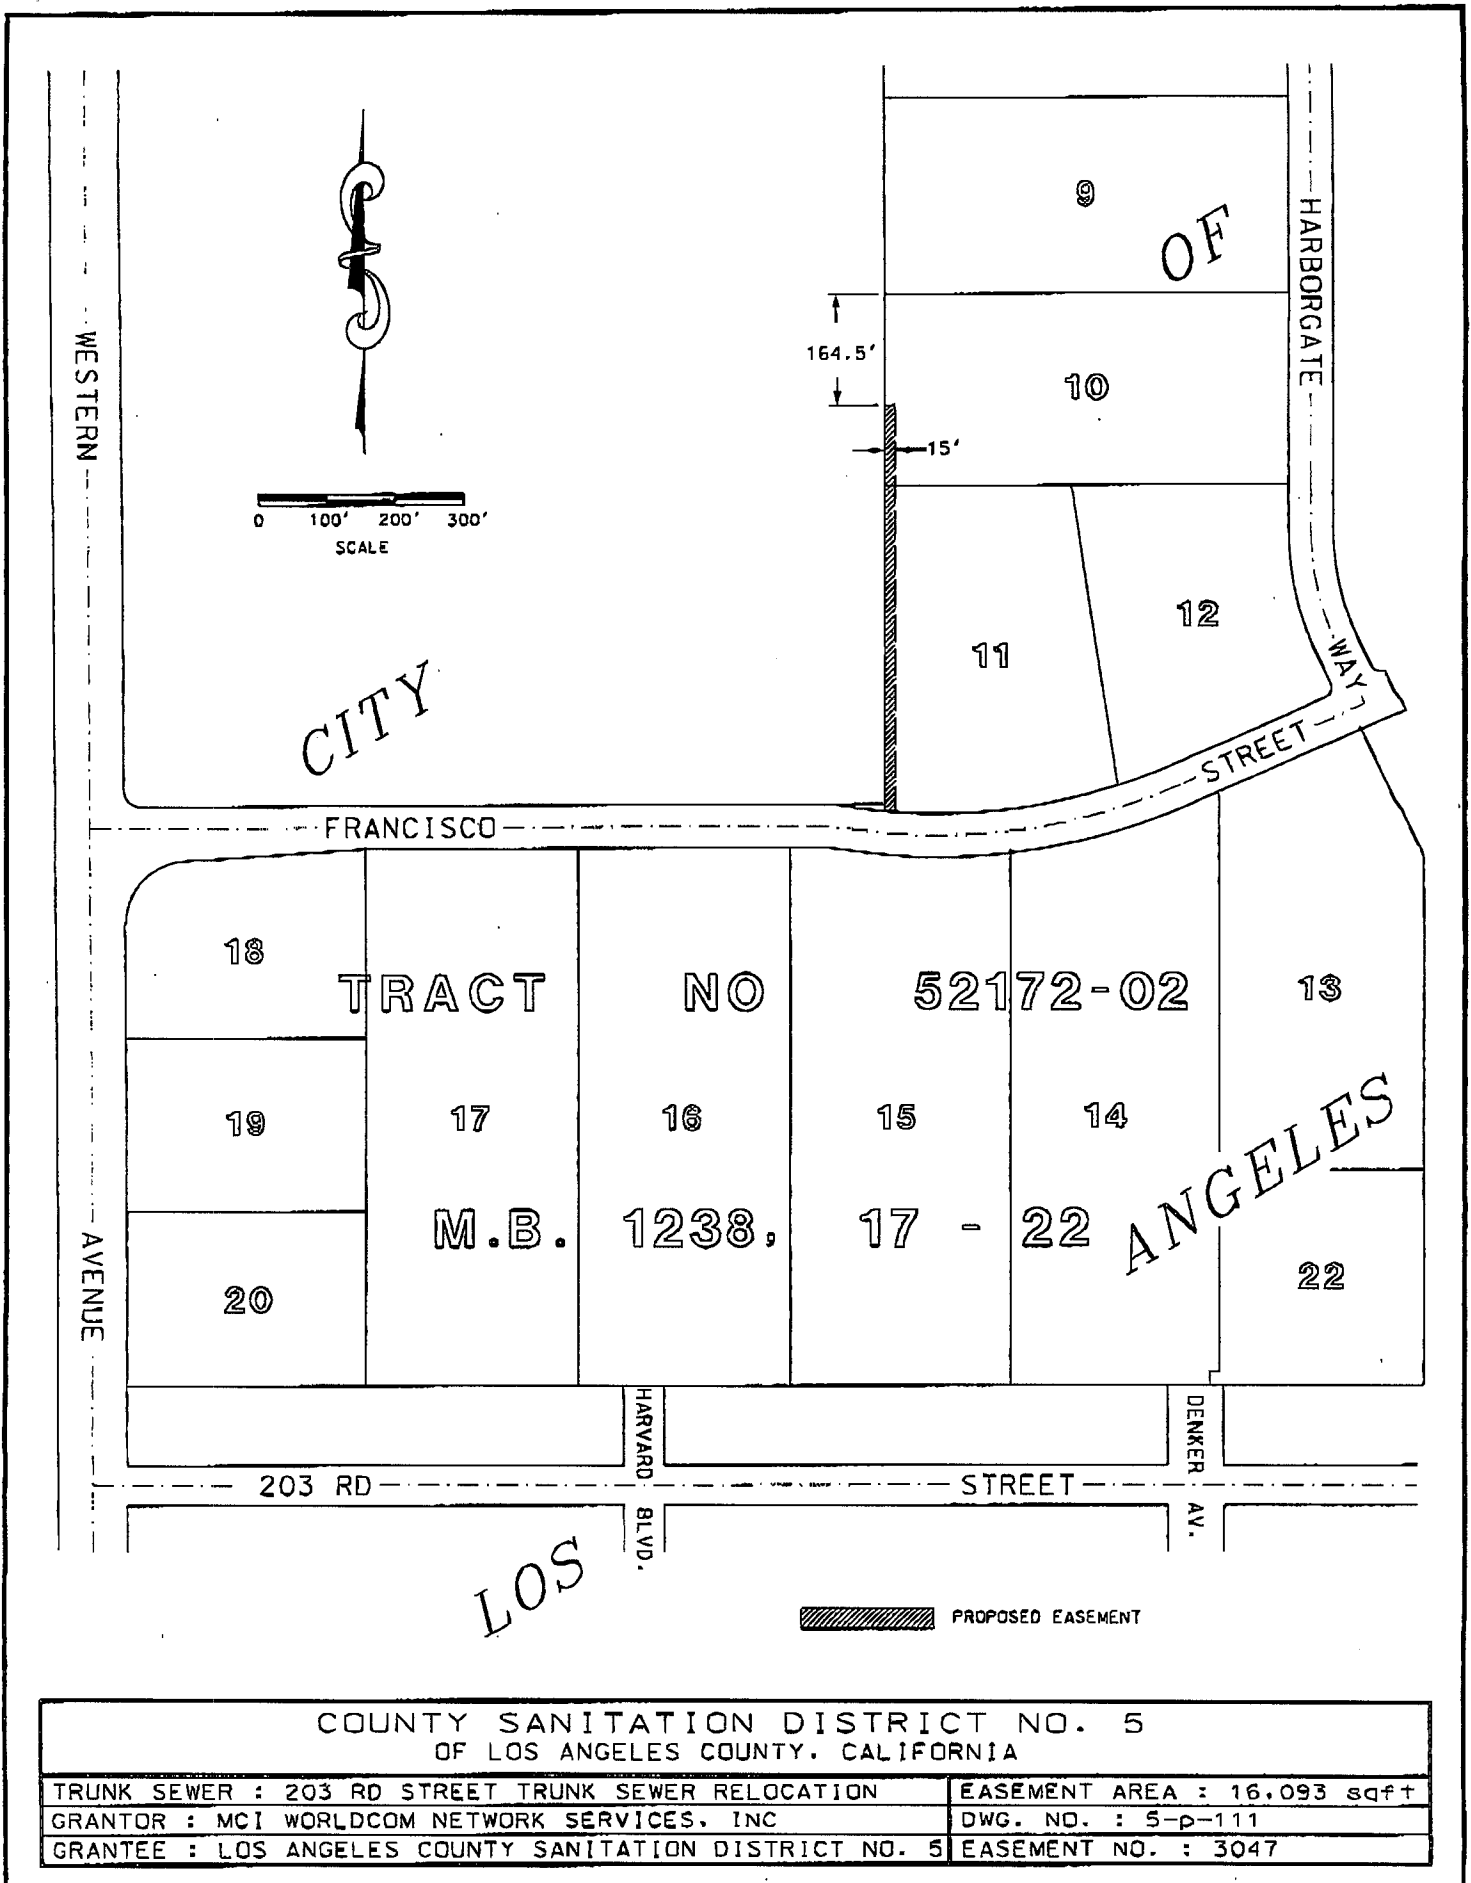 9
OF
HARBORGATE
WESTERN
164.5'
10
15'
0 100' 200' 300'
SCALE
12
11
WAY
CITY
STREET
FRANCISCO
18
TRACT NO 52172-02
13
19
17
16
15
14
ANGELES
M.B. 1238, 17 - 22
AVENUE
20
22
HARVARD
DENKER
203 RD STREET
BLVD.
AV.
LOS
PROPOSED EASEMENT
COUNTY SANITATION DISTRICT NO. 5
OF LOS ANGELES COUNTY. CALIFORNIA
TRUNK SEWER : 203 RD STREET TRUNK SEWER RELOCATION
EASEMENT AREA : 16,093 sqft
GRANTOR : MCI WORLDCOM NETWORK SERVICES, INC
DWG. NO. : 5-p-111
GRANTEE : LOS ANGELES COUNTY SANITATION DISTRICT NO. 5
EASEMENT NO. : 3047